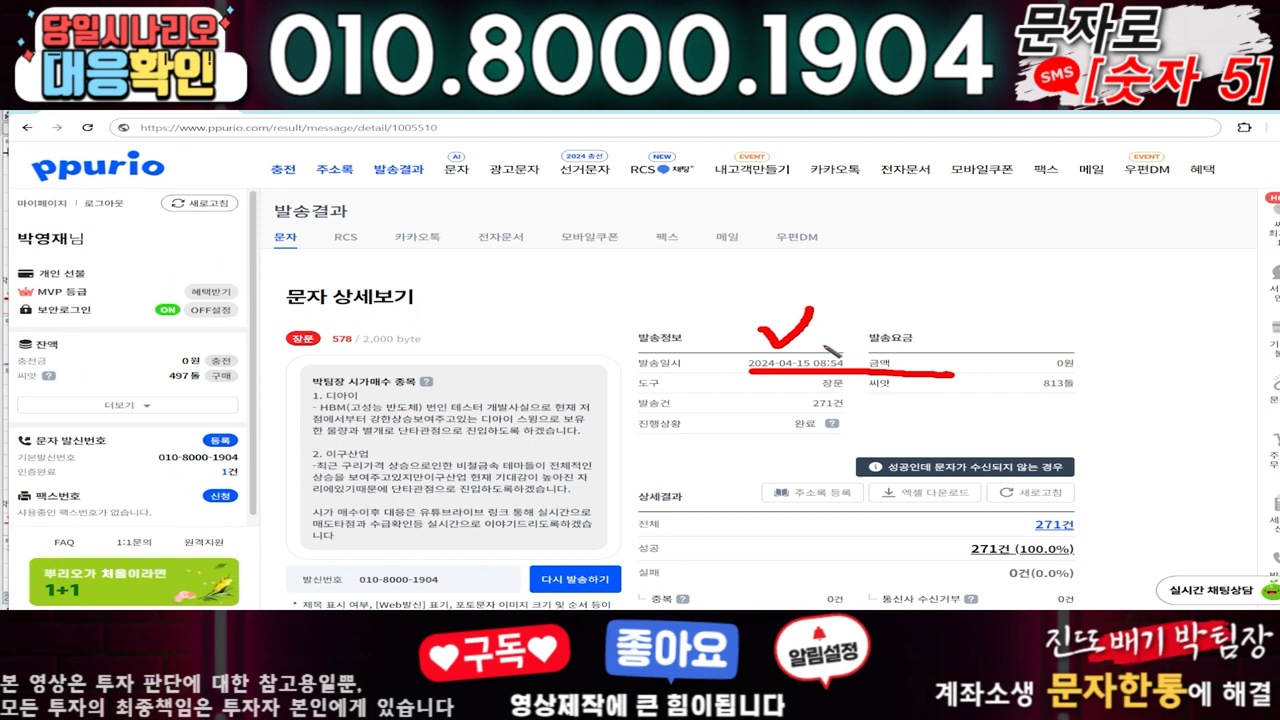 당일시나리오
대응확인
010.8000.1904
문자로
SMS [숫자 5]
https://www.ppurio.com/result/message/detail/1005510
ppurio
AI 2024 총선 NEW EVENT EVENT
충전 주소록 발송결과 문자 광고문자 선거문자 RCS 채팅+ 내고객만들기 카카오톡 전자문서 모바일쿠폰 팩스 메일 우편DM 혜택
마이페이지 | 로그아웃 새로고침
박영재님
개인 선불
MVP 등급 혜택받기
보안로그인 ON OFF설정
잔액
충전금 0원 충전
씨앗 ? 497톨 구매
더보기
문자 발신번호 등록
기본발신번호 010-8000-1904
인증완료 1건
팩스번호 신청
사용중인 팩스번호가 없습니다.
FAQ 1:1문의 원격지원
뿌리오가 처음이라면
1+1
발송결과
문자 RCS 카카오톡 전자문서 모바일쿠폰 팩스 메일 우편DM
문자 상세보기
장문 578 / 2,000 byte
박팀장 시가매수 종목 ?
1. 디아이
- HBM(고성능 반도체) 번인 테스터 개발사실으로 현재 저
점에서부터 강한상승보여주고있는 디아이 스윙으로 보유
한 물량과 별개로 단타관점으로 진입하도록 하겠습니다.
2. 이구산업
-최근 구리가격 상승으로인한 비철금속 테마들이 전체적인
상승을 보여주고있지만이구산업 현재 기대감이 높아진 자
리에있기때문에 단타관점으로 진입하도록하겠습니다.
시가 매수이후 대응은 유튜브라이브 링크 통해 실시간으로
매도타점과 수급확인등 실시간으로 이야기드리도록하겠습
니다
발신번호 010-8000-1904 다시 발송하기
* 제목 표시 여부, [Web발신] 표기, 포토문자 이미지 크기 및 순서 등이
발송정보
발송일시 2024-04-15 08:54
도구 장문
발송건 271건
진행상황 완료 ?
발송요금
금액 0원
씨앗 813톨
성공인데 문자가 수신되지 않는 경우
상세결과 주소록 등록 엑셀 다운로드 새로고침
전체 271건
성공 271건 (100.0%)
실패 0건(0.0%)
중복 ? 0건 통신사 수신거부 ? 0건
실시간 채팅상담
구독
좋아요
알림설정
영상제작에 큰 힘이됩니다
본 영상은 투자 판단에 대한 참고용일뿐,
모든 투자의 최종책임은 투자자 본인에게 있습니다
진또배기 박팀장
계좌소생 문자한통에 해결